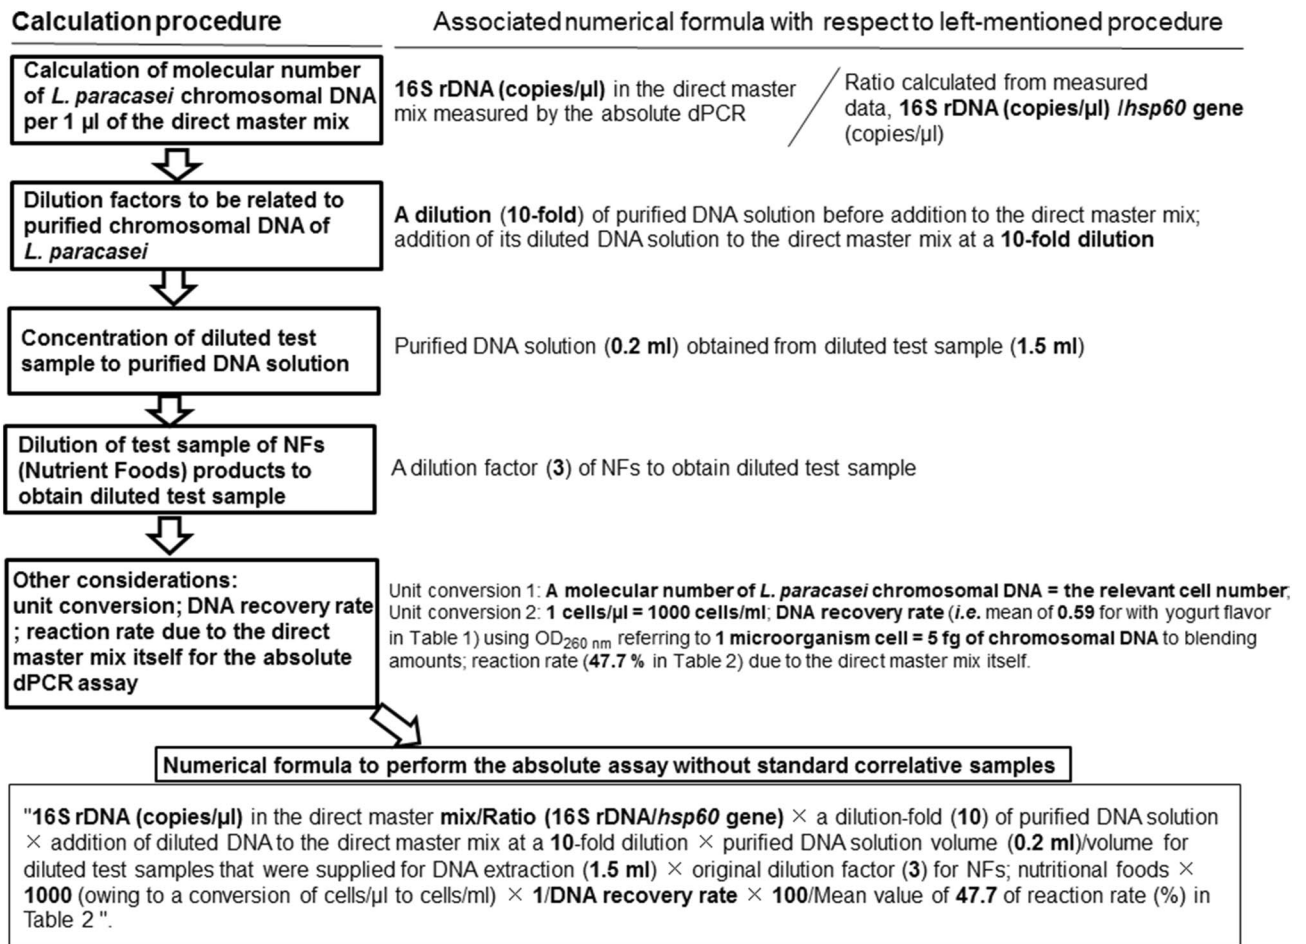 Calculation procedure
Associated numerical formula with respect to left-mentioned procedure
Calculation of molecular number
of L. paracasei chromosomal DNA
per 1 µl of the direct master mix
16S rDNA (copies/µl) in the direct master
mix measured by the absolute dPCR
Ratio calculated from measured
data, 16S rDNA (copies/µl) /hsp60 gene
(copies/µl)
Dilution factors to be related to
purified chromosomal DNA of
L. paracasei
A dilution (10-fold) of purified DNA solution before addition to the direct master mix;
addition of its diluted DNA solution to the direct master mix at a 10-fold dilution
Concentration of diluted test
sample to purified DNA solution
Purified DNA solution (0.2 ml) obtained from diluted test sample (1.5 ml)
Dilution of test sample of NFs
(Nutrient Foods) products to
obtain diluted test sample
A dilution factor (3) of NFs to obtain diluted test sample
Other considerations:
unit conversion; DNA recovery rate
; reaction rate due to the direct
master mix itself for the absolute
dPCR assay
Unit conversion 1: A molecular number of L. paracasei chromosomal DNA = the relevant cell number;
Unit conversion 2: 1 cells/µl = 1000 cells/ml; DNA recovery rate (i.e. mean of 0.59 for with yogurt flavor
in Table 1) using OD260 nm referring to 1 microorganism cell = 5 fg of chromosomal DNA to blending
amounts; reaction rate (47.7 % in Table 2) due to the direct master mix itself.
Numerical formula to perform the absolute assay without standard correlative samples
"16S rDNA (copies/µl) in the direct master mix/Ratio (16S rDNA/hsp60 gene) × a dilution-fold (10) of purified DNA solution
× addition of diluted DNA to the direct master mix at a 10-fold dilution × purified DNA solution volume (0.2 ml)/volume for
diluted test samples that were supplied for DNA extraction (1.5 ml) × original dilution factor (3) for NFs; nutritional foods ×
1000 (owing to a conversion of cells/µl to cells/ml) × 1/DNA recovery rate × 100/Mean value of 47.7 of reaction rate (%) in
Table 2 ".